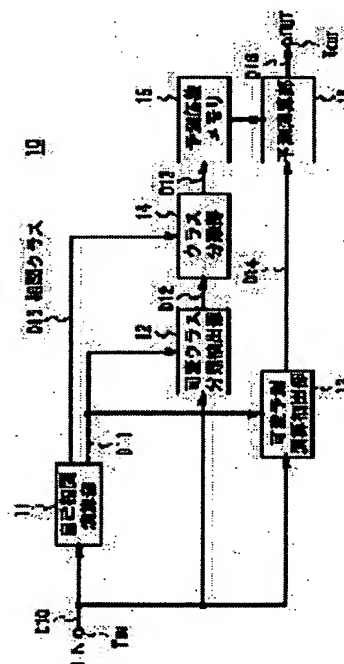 10
D15 相関クラス
11
自己相関
演算部
D11
D10
IN
TIN
12
可変クラス
分類抽出部
D12
14
クラス
分類部
D13
15
予測係数
メモリ
13
可変予測
演算抽出部
D14
予測演算部
D16
OUT
TOUT